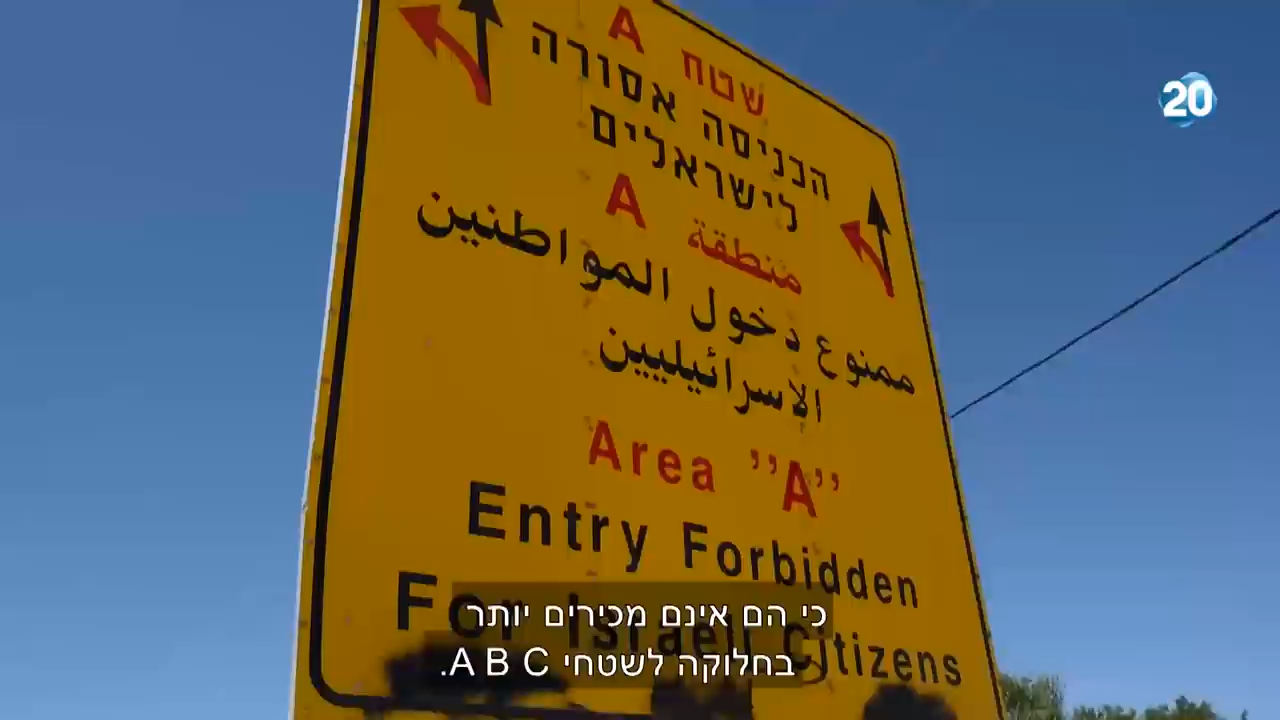 שטח A
הכניסה אסורה
לישראלים
منطقة A
ممنوع دخول المواطنين
الاسرائيليين
Area "A"
Entry Forbidden
For Israeli Citizens
כי הם אינם מכירים יותר
בחלוקה לשטחי A B C.
20